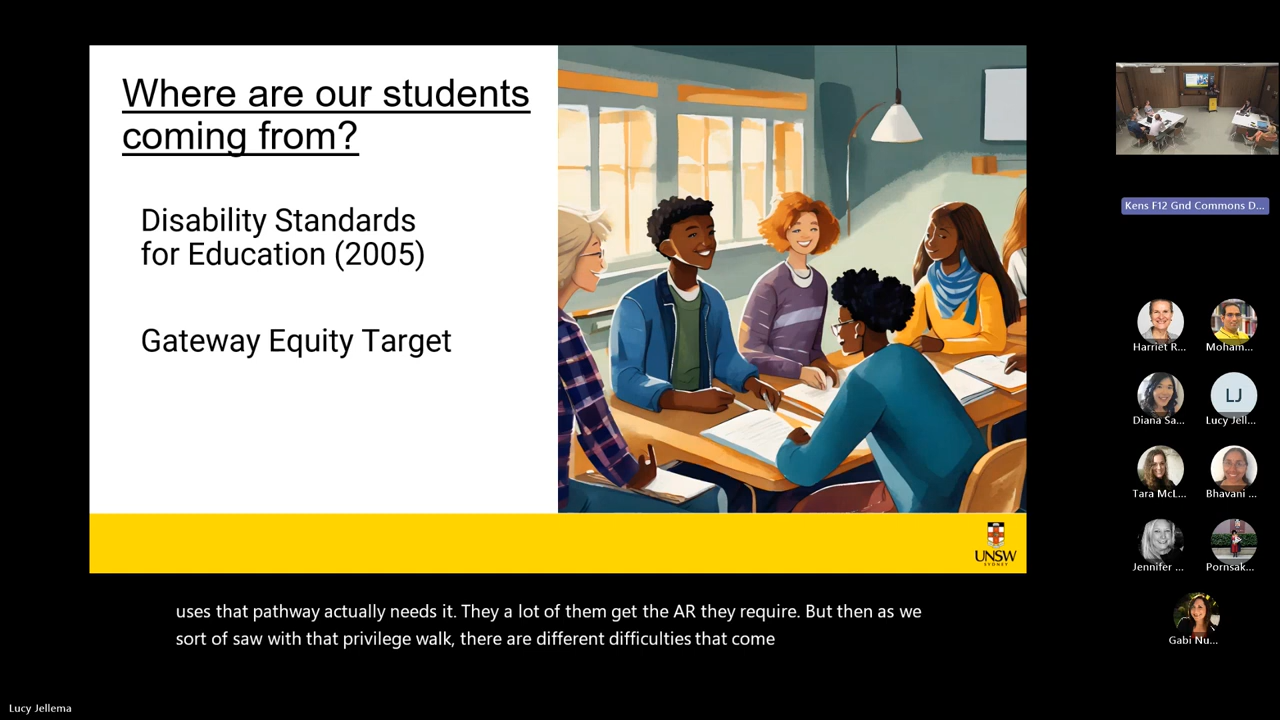 Where are our students
coming from?
Disability Standards
for Education (2005)
Gateway Equity Target
UNSW
SYDNEY
uses that pathway actually needs it. They a lot of them get the AR they require. But then as we
sort of saw with that privilege walk, there are different difficulties that come
Lucy Jellema
Kens F12 Gnd Commons D...
Harriet R...
Moham...
Diana Sa...
LJ
Lucy Jell...
Tara McL...
Bhavani ...
Jennifer ...
Pornsak...
Gabi Nu...